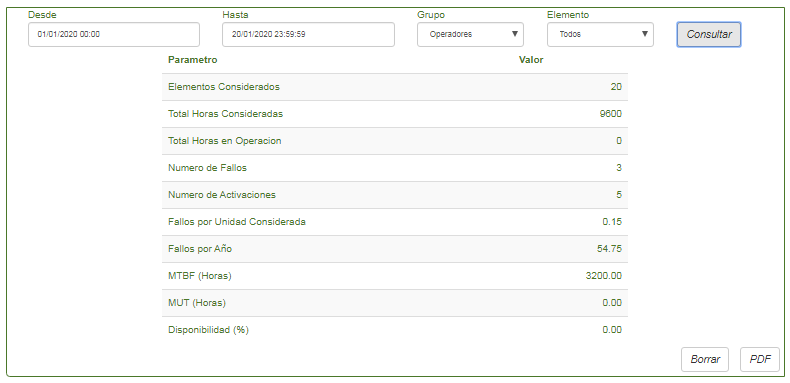 Desde Hasta Grupo Elemento
01/01/2020 00:00 20/01/2020 23:59:59 Operadores Todos Consultar
Parametro Valor
Elementos Considerados 20
Total Horas Consideradas 9600
Total Horas en Operacion 0
Numero de Fallos 3
Numero de Activaciones 5
Fallos por Unidad Considerada 0.15
Fallos por Año 54.75
MTBF (Horas) 3200.00
MUT (Horas) 0.00
Disponibilidad (%) 0.00
Borrar PDF